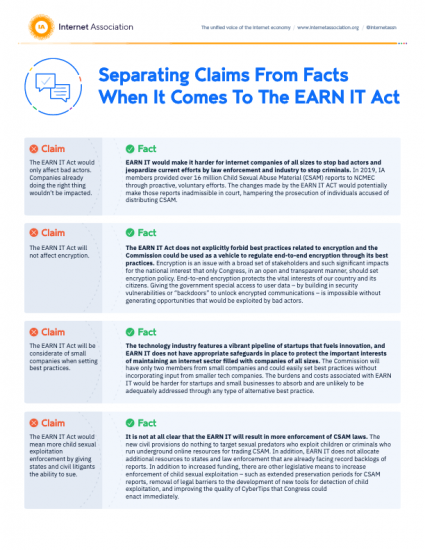 IA Internet Association
The unified voice of the internet economy / www.internetassociation.org / @internetassn
Separating Claims From Facts
When It Comes To The EARN IT Act
Claim
The EARN IT Act would
only affect bad actors.
Companies already
doing the right thing
wouldn't be impacted.
Fact
EARN IT would make it harder for internet companies of all sizes to stop bad actors and
jeopardize current efforts by law enforcement and industry to stop criminals. In 2019, IA
members provided over 16 million Child Sexual Abuse Material (CSAM) reports to NCMEC
through proactive, voluntary efforts. The changes made by the EARN IT ACT would potentially
make those reports inadmissible in court, hampering the prosecution of individuals accused of
distributing CSAM.
Claim
The EARN IT Act will
not affect encryption.
Fact
The EARN IT Act does not explicitly forbid best practices related to encryption and the
Commission could be used as a vehicle to regulate end-to-end encryption through its best
practices. Encryption is an issue with a broad set of stakeholders and such significant impacts
for the national interest that only Congress, in an open and transparent manner, should set
encryption policy. End-to-end encryption protects the vital interests of our country and its
citizens. Giving the government special access to user data – by building in security
vulnerabilities or "backdoors" to unlock encrypted communications – is impossible without
generating opportunities that would be exploited by bad actors.
Claim
The EARN IT Act will be
considerate of small
companies when setting
best practices.
Fact
The technology industry features a vibrant pipeline of startups that fuels innovation, and
EARN IT does not have appropriate safeguards in place to protect the important interests
of maintaining an internet sector filled with companies of all sizes. The Commission will
have only two members from small companies and could easily set best practices without
incorporating input from smaller tech companies. The burdens and costs associated with EARN
IT would be harder for startups and small businesses to absorb and are unlikely to be
adequately addressed through any type of alternative best practice.
Claim
The EARN IT Act would
mean more child sexual
exploitation
enforcement by giving
states and civil litigants
the ability to sue.
Fact
It is not at all clear that the EARN IT will result in more enforcement of CSAM laws. The
new civil provisions do nothing to target sexual predators who exploit children or criminals who
run underground online resources for trading CSAM. In addition, EARN IT does not allocate
additional resources to states and law enforcement that are already facing record backlogs of
reports. In addition to increased funding, there are other legislative means to increase
enforcement of child sexual exploitation – such as extended preservation periods for CSAM
reports, removal of legal barriers to the development of new tools for detection of child
exploitation, and improving the quality of CyberTips that Congress could
enact immediately.